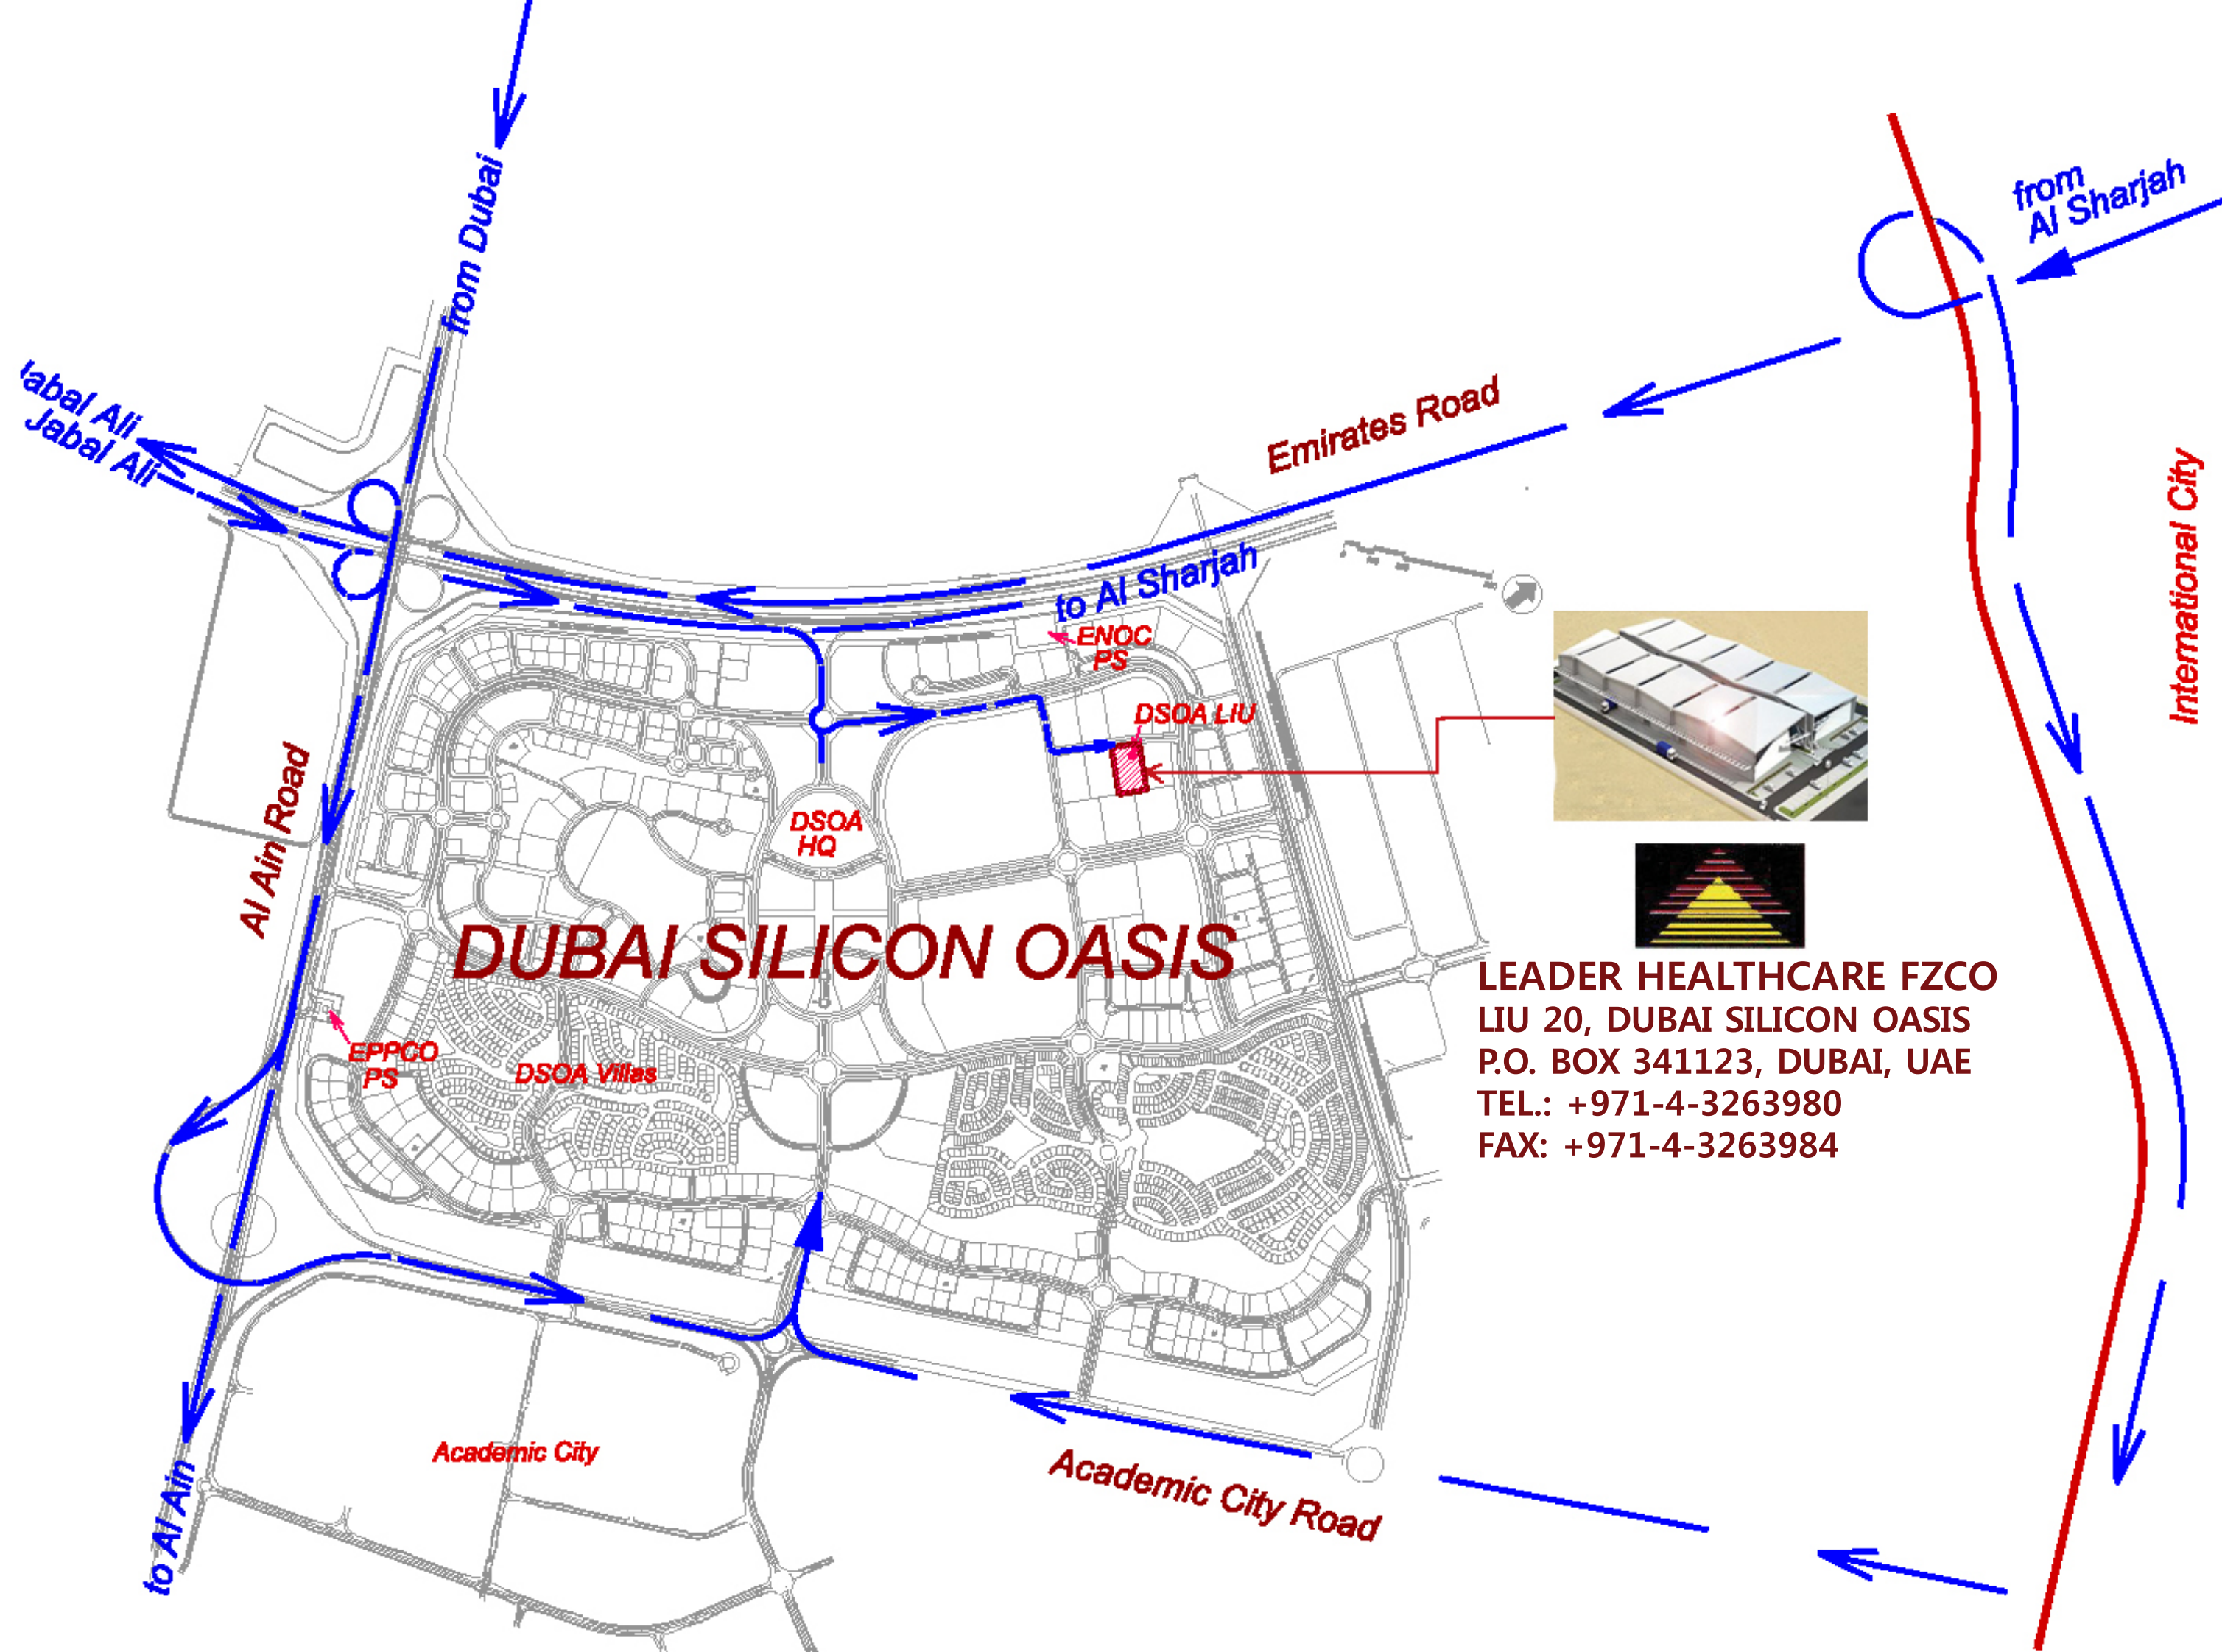 from Dubai
from
Al Sharjah
Jabal Ali
Jabal Ali
Emirates Road
to Al Sharjah
International City
ENOC
PS
DSOA LIU
Al Ain Road
DSOA
HQ
DUBAI SILICON OASIS
LEADER HEALTHCARE FZCO
LIU 20, DUBAI SILICON OASIS
P.O. BOX 341123, DUBAI, UAE
TEL.: +971-4-3263980
FAX: +971-4-3263984
EPPCO
PS
DSOA Villas
Academic City
Academic City Road
to Al Ain